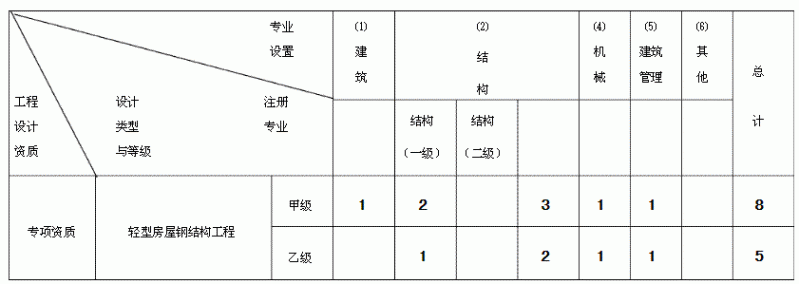 专业
设置
工程
设计
资质
设计
类型
与等级
注册
专业
(1)
建
筑
(2)
结
构
(4)
机
械
(5)
建筑
管理
(6)
其
他
总
计
结构
(一级)
结构
(二级)
专项资质
轻型房屋钢结构工程
甲级 1 2 3 1 1 8
乙级 1 2 1 1 5